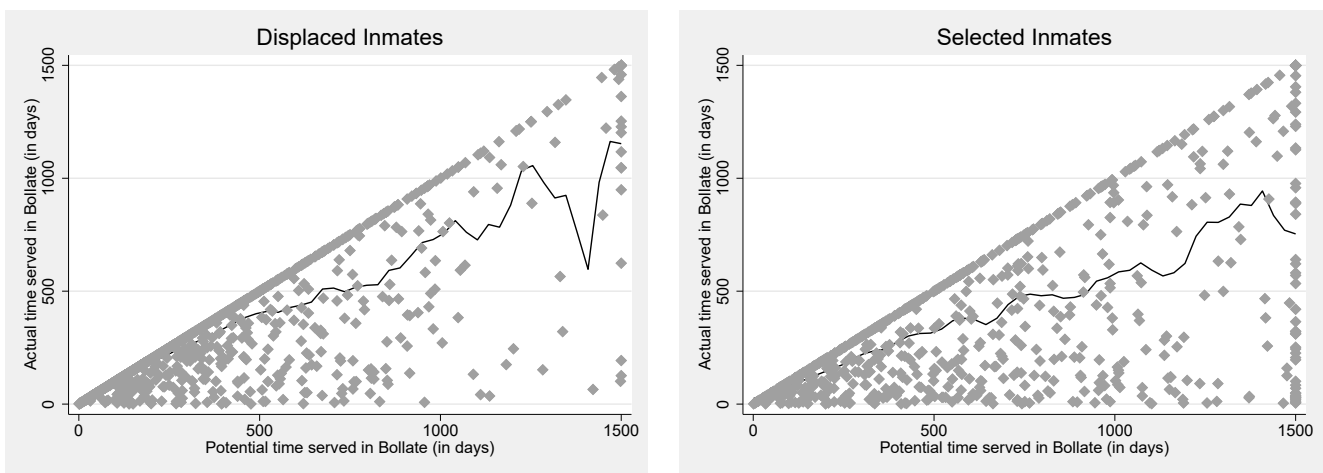 Displaced Inmates
Actual time served in Bollate (in days)
1500
1000
500
0
0 500 1000 1500
Potential time served in Bollate (in days)
Selected Inmates
Actual time served in Bollate (in days)
1500
1000
500
0
0 500 1000 1500
Potential time served in Bollate (in days)